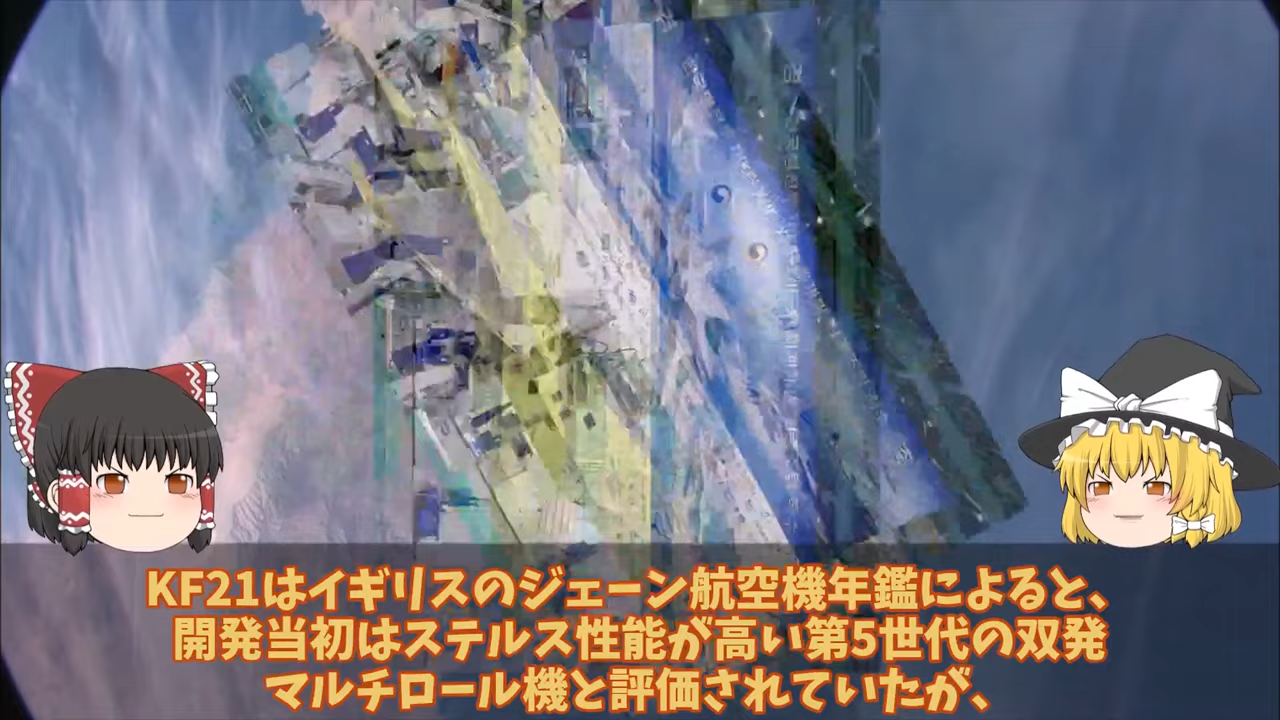 KF21はイギリスのジェーン航空機年鑑によると、
開発当初はステルス性能が高い第5世代の双発
マルチロール機と評価されていたが、